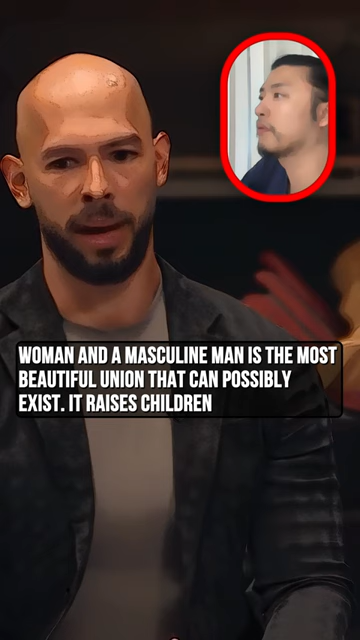 WOMAN AND A MASCULINE MAN IS THE MOST
BEAUTIFUL UNION THAT CAN POSSIBLY
EXIST. IT RAISES CHILDREN